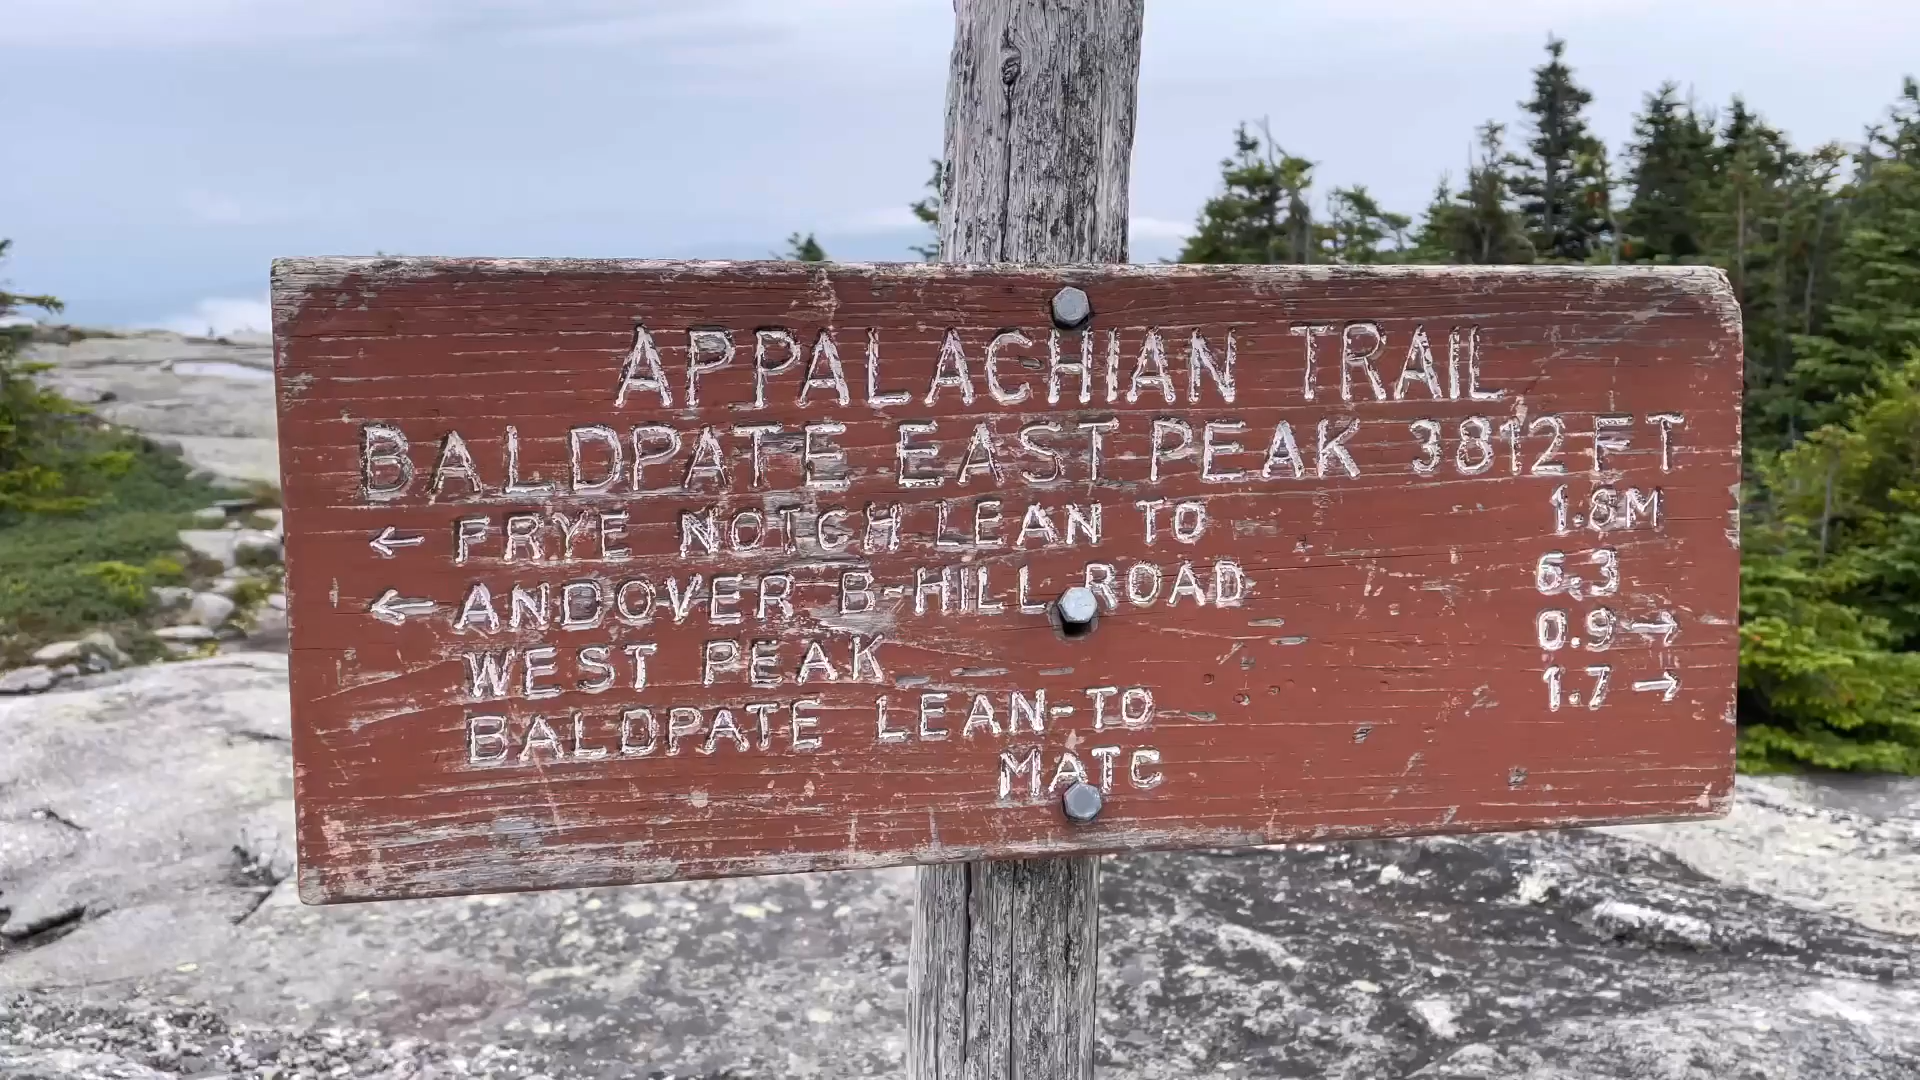 APPALACHIAN TRAIL
BALDPATE EAST PEAK 3812 FT
← FRYE NOTCH LEAN TO 1.8M
← ANDOVER B-HILL ROAD 6.3
WEST PEAK 0.9 →
BALDPATE LEAN-TO 1.7 →
MATC